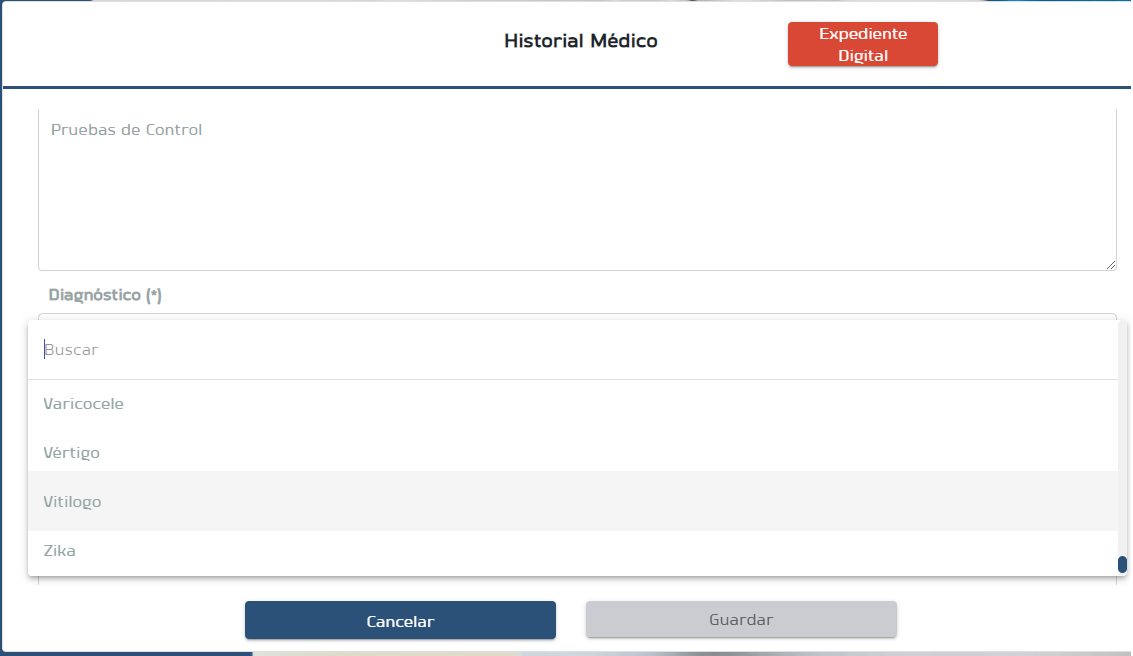 Historial Médico
Expediente
Digital
Pruebas de Control
Diagnóstico (*)
Buscar
Varicocele
Vértigo
Vitilogo
Zika
Cancelar
Guardar